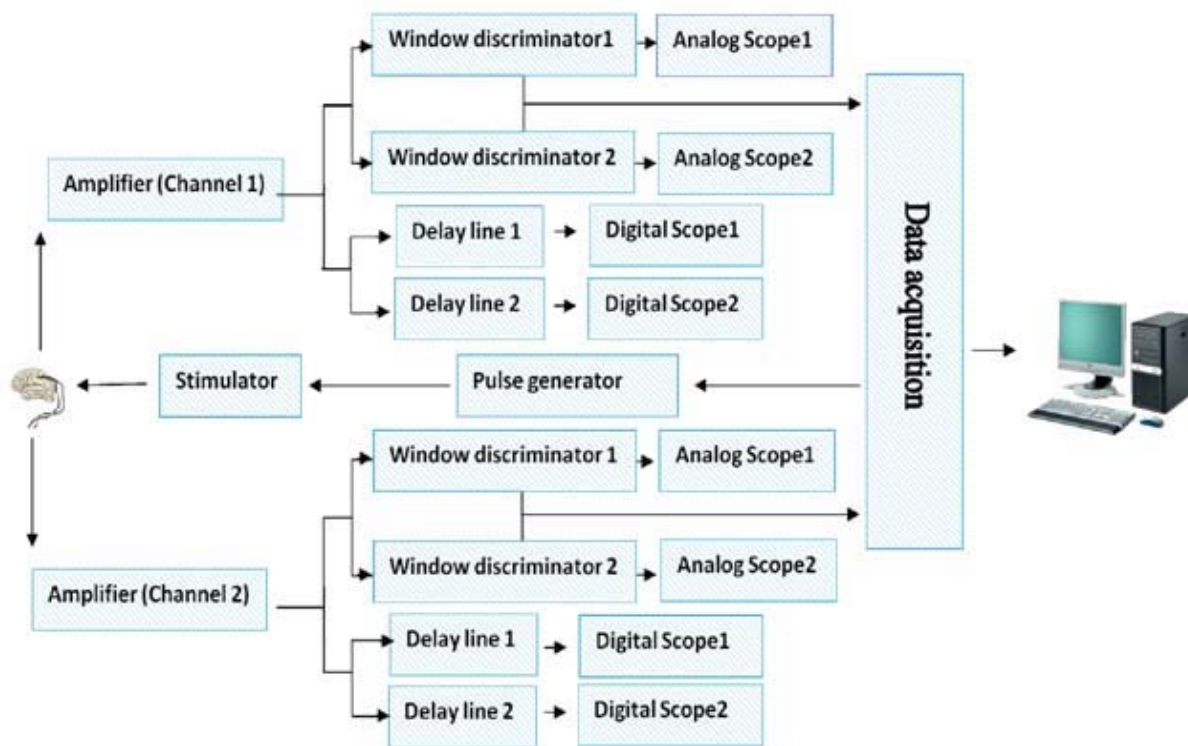 Window discriminator1
Analog Scope1
Window discriminator 2
Analog Scope2
Amplifier (Channel 1)
Delay line 1
Digital Scope1
Delay line 2
Digital Scope2
Data acquisition
Stimulator
Pulse generator
Window discriminator 1
Analog Scope1
Window discriminator 2
Analog Scope2
Amplifier (Channel 2)
Delay line 1
Digital Scope1
Delay line 2
Digital Scope2